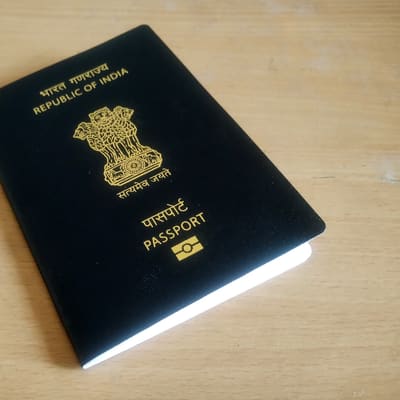 भारत गणराज्य
REPUBLIC OF INDIA
सत्यमेव जयते
पासपोर्ट
PASSPORT